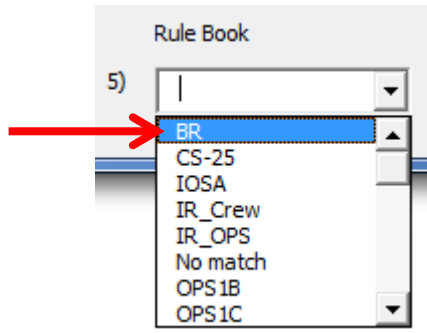 Rule Book
5)
BR
CS-25
IOSA
IR_Crew
IR_OPS
No match
OPS1B
OPS1C